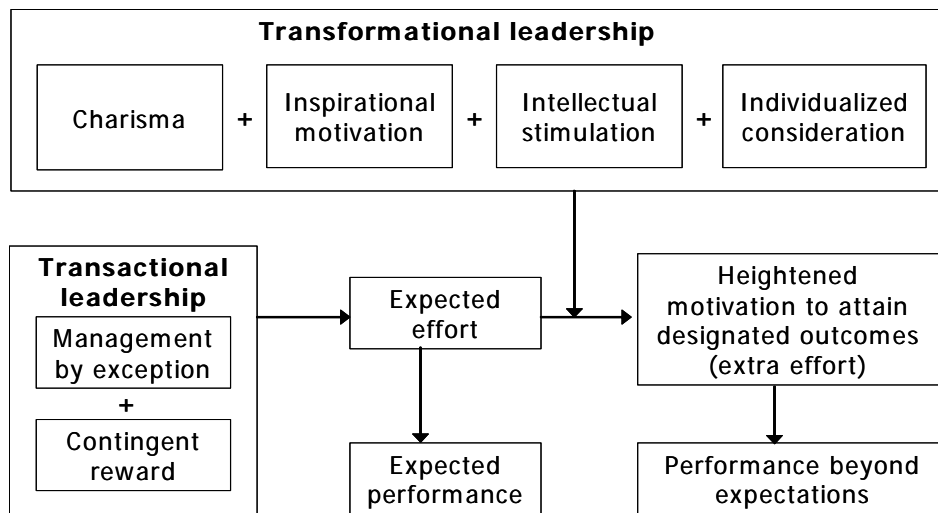 Transformational leadership
Charisma
+
Inspirational
motivation
+
Intellectual
stimulation
+
Individualized
consideration
Transactional
leadership
Management
by exception
+
Contingent
reward
Expected
effort
Heightened
motivation to attain
designated outcomes
(extra effort)
Expected
performance
Performance beyond
expectations